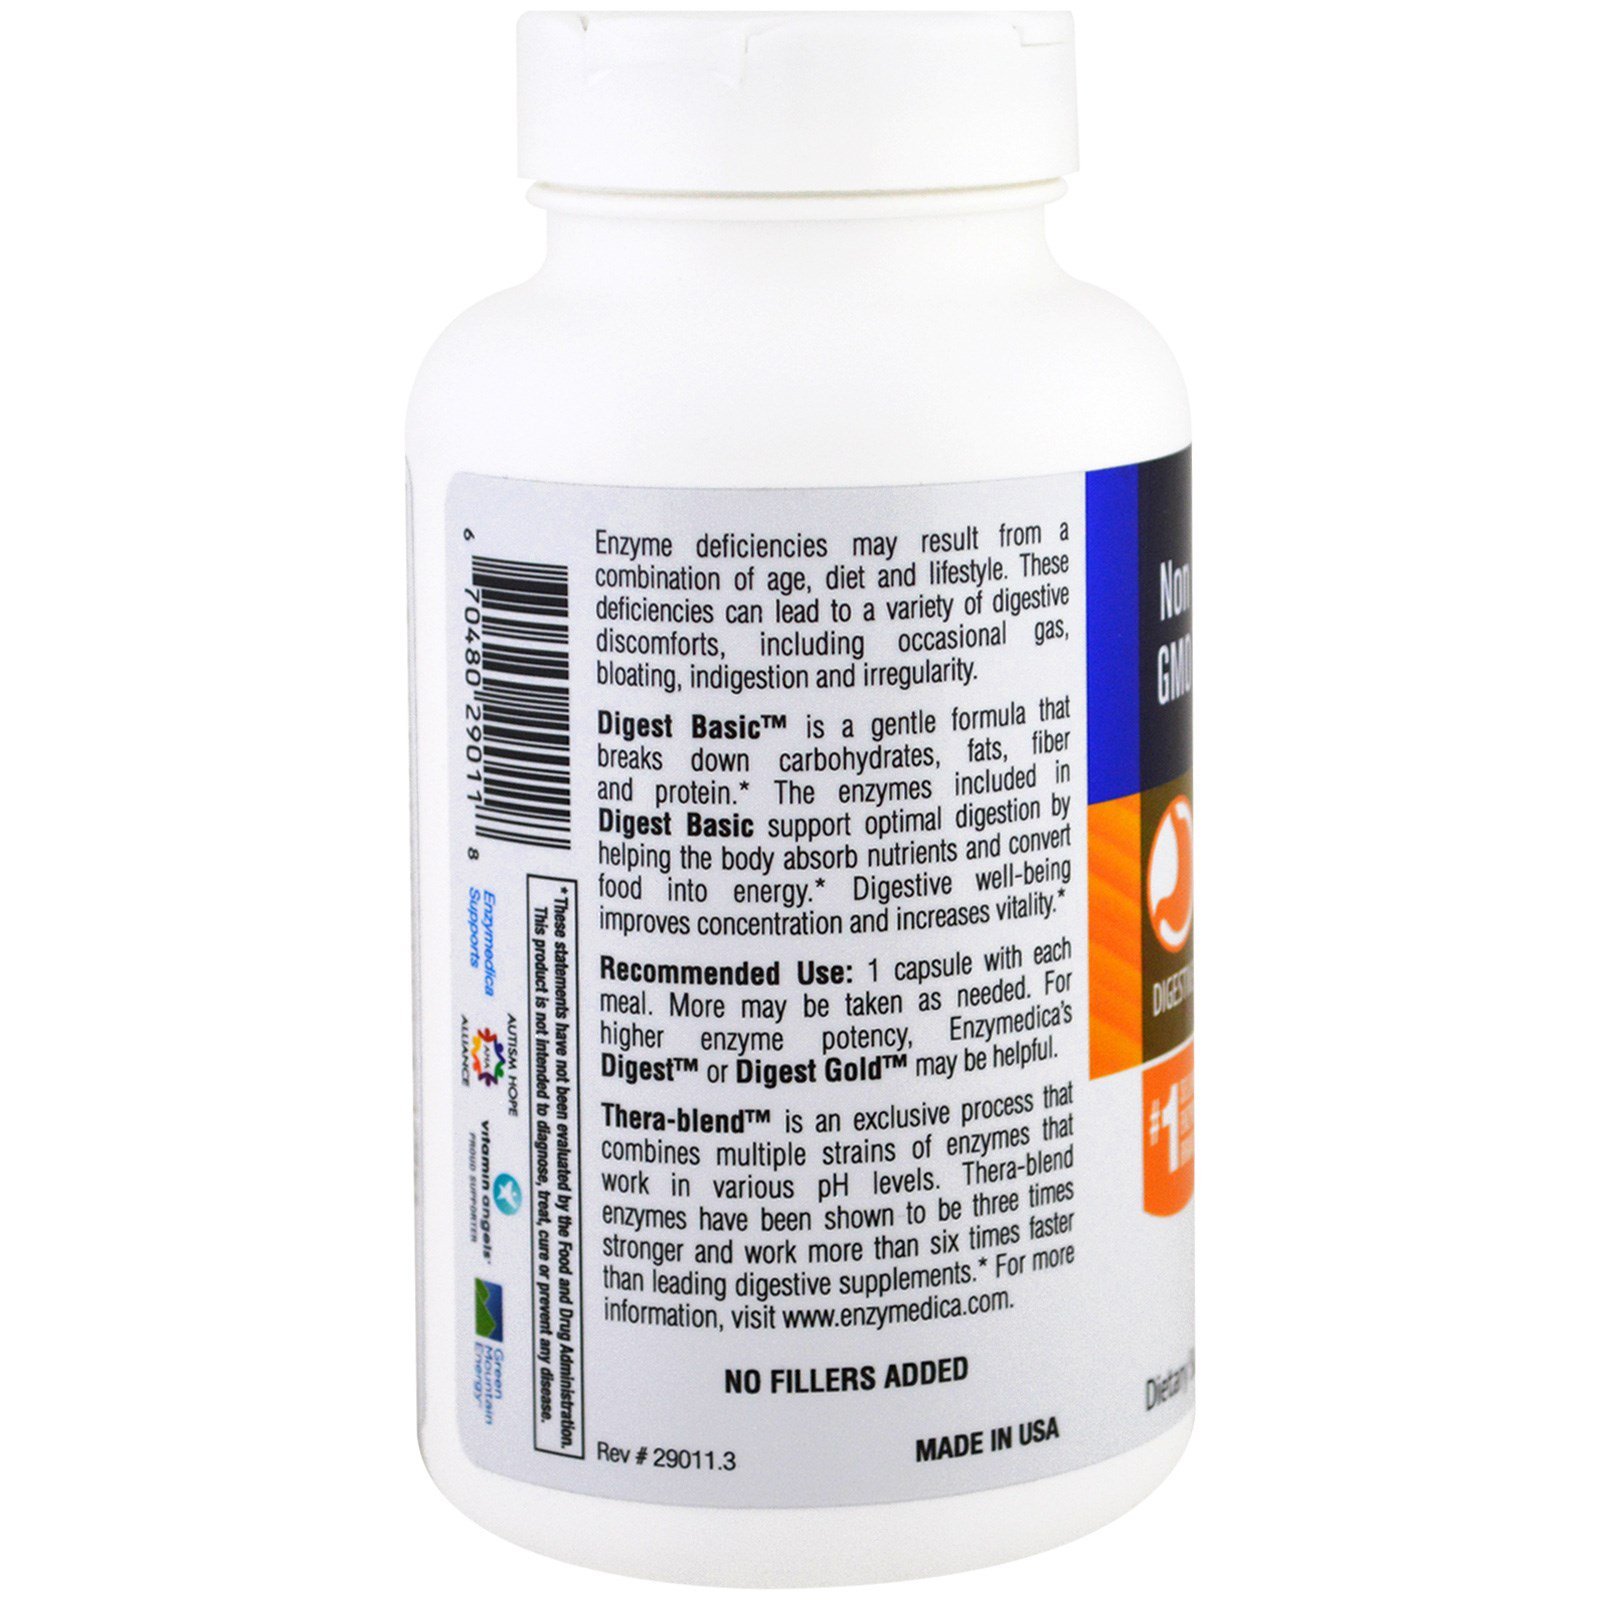 Enzyme deficiencies may result from a
combination of age, diet and lifestyle. These
deficiencies can lead to a variety of digestive
discomforts, including occasional gas,
bloating, indigestion and irregularity.
Digest Basic™ is a gentle formula that
breaks down carbohydrates, fats, fiber
and protein.* The enzymes included in
Digest Basic support optimal digestion by
helping the body absorb nutrients and convert
food into energy.* Digestive well-being
improves concentration and increases vitality.*
Recommended Use: 1 capsule with each
meal. More may be taken as needed. For
higher enzyme potency, Enzymedica's
Digest™ or Digest Gold™ may be helpful.
Thera-blend™ is an exclusive process that
combines multiple strains of enzymes that
work in various pH levels. Thera-blend
enzymes have been shown to be three times
stronger and work more than six times faster
than leading digestive supplements.* For more
information, visit www.enzymedica.com.
NO FILLERS ADDED
Rev # 29011.3
MADE IN USA
6 70480 29011 8
*These statements have not been evaluated by the Food and Drug Administration.
This product is not intended to diagnose, treat, cure or prevent any disease.
Enzymedica
Supports
AUTISM HOPE
ALLIANCE
vitamin angels®
PROUD SUPPORTER
Green
Mountain
Energy®
Non
GMO
#1
Dietary